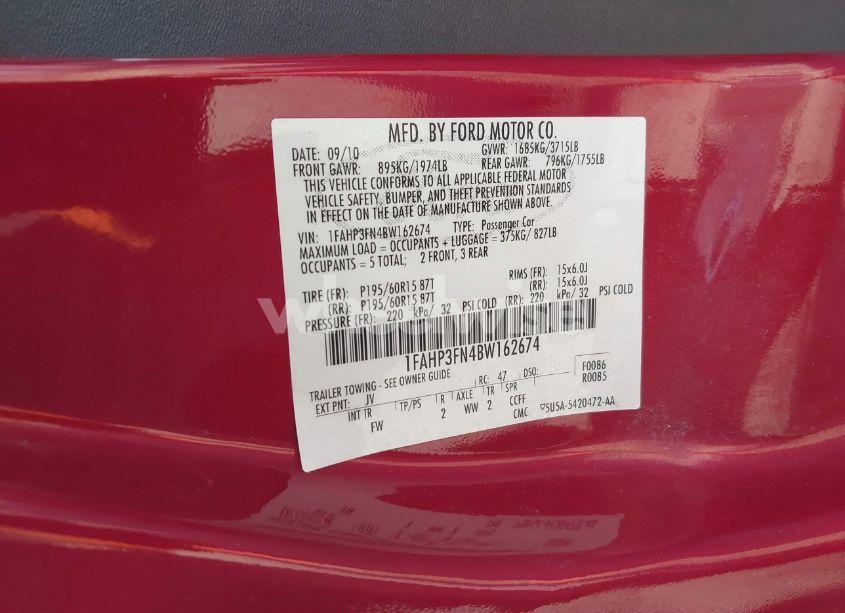 MFD. BY FORD MOTOR CO.
DATE: 09/10 GVWR: 1685KG/3715LB
FRONT GAWR: 895KG/1974LB REAR GAWR: 796KG/1755LB
THIS VEHICLE CONFORMS TO ALL APPLICABLE FEDERAL MOTOR
VEHICLE SAFETY, BUMPER, AND THEFT PREVENTION STANDARDS
IN EFFECT ON THE DATE OF MANUFACTURE SHOWN ABOVE.
VIN: 1FAHP3FN4BW162674 TYPE: Passenger Car
MAXIMUM LOAD = OCCUPANTS + LUGGAGE = 375KG/ 827LB
OCCUPANTS = 5 TOTAL; 2 FRONT, 3 REAR
TIRE (FR): P195/60R15 87T RIMS (FR): 15x6.0J
(RR): P195/60R15 87T (RR): 15x6.0J
PRESSURE (FR): 220 kPa/ 32 PSI COLD (RR): 220 kPa/ 32 PSI COLD
1FAHP3FN4BW162674
TRAILER TOWING - SEE OWNER GUIDE RC: 47 DSO: F0086
R0085
EXT PNT: JV INT TR TP/PS R AXLE TR SPR
FW 2 WW 2 CCFF
CMC ▽5U5A-5420472-AA